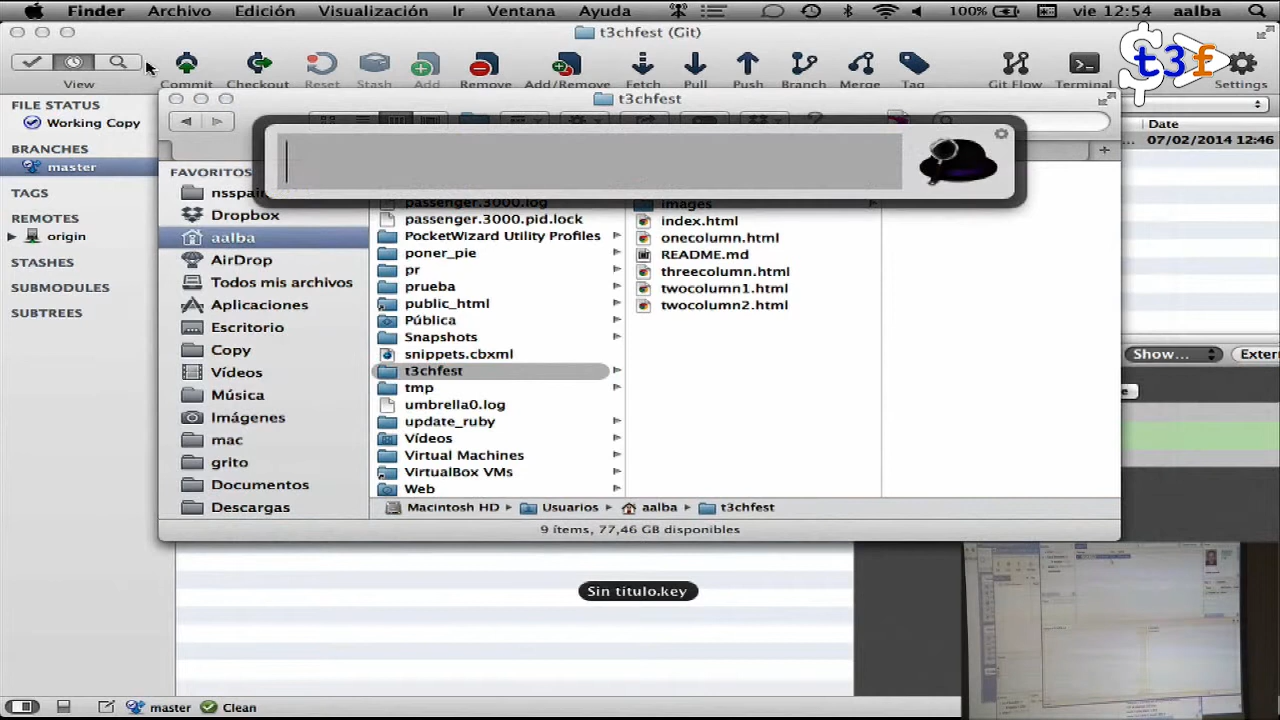 Finder Archivo Edición Visualización Ir Ventana Ayuda 100% vie 12:54 aalba
t3chfest (Git)
$t3f
View Commit Checkout Reset Stash Add Remove Add/Remove Fetch Pull Push Branch Merge Tag Git Flow Terminal Settings
FILE STATUS
Working Copy
BRANCHES
master
TAGS
REMOTES
origin
STASHES
SUBMODULES
SUBTREES
Date
07/02/2014 12:46
Show...
t3chfest
FAVORITOS
Dropbox
aalba
AirDrop
Todos mis archivos
Aplicaciones
Escritorio
Copy
Vídeos
Música
Imágenes
mac
grito
Documentos
Descargas
passenger.3000.log
passenger.3000.pid.lock
PocketWizard Utility Profiles
poner_pie
pr
prueba
public_html
Pública
Snapshots
snippets.cbxml
t3chfest
tmp
umbrella0.log
update_ruby
Vídeos
Virtual Machines
VirtualBox VMs
Web
images
index.html
onecolumn.html
README.md
threecolumn.html
twocolumn1.html
twocolumn2.html
Macintosh HD Usuarios aalba t3chfest
9 ítems, 77,46 GB disponibles
Sin título.key
master Clean